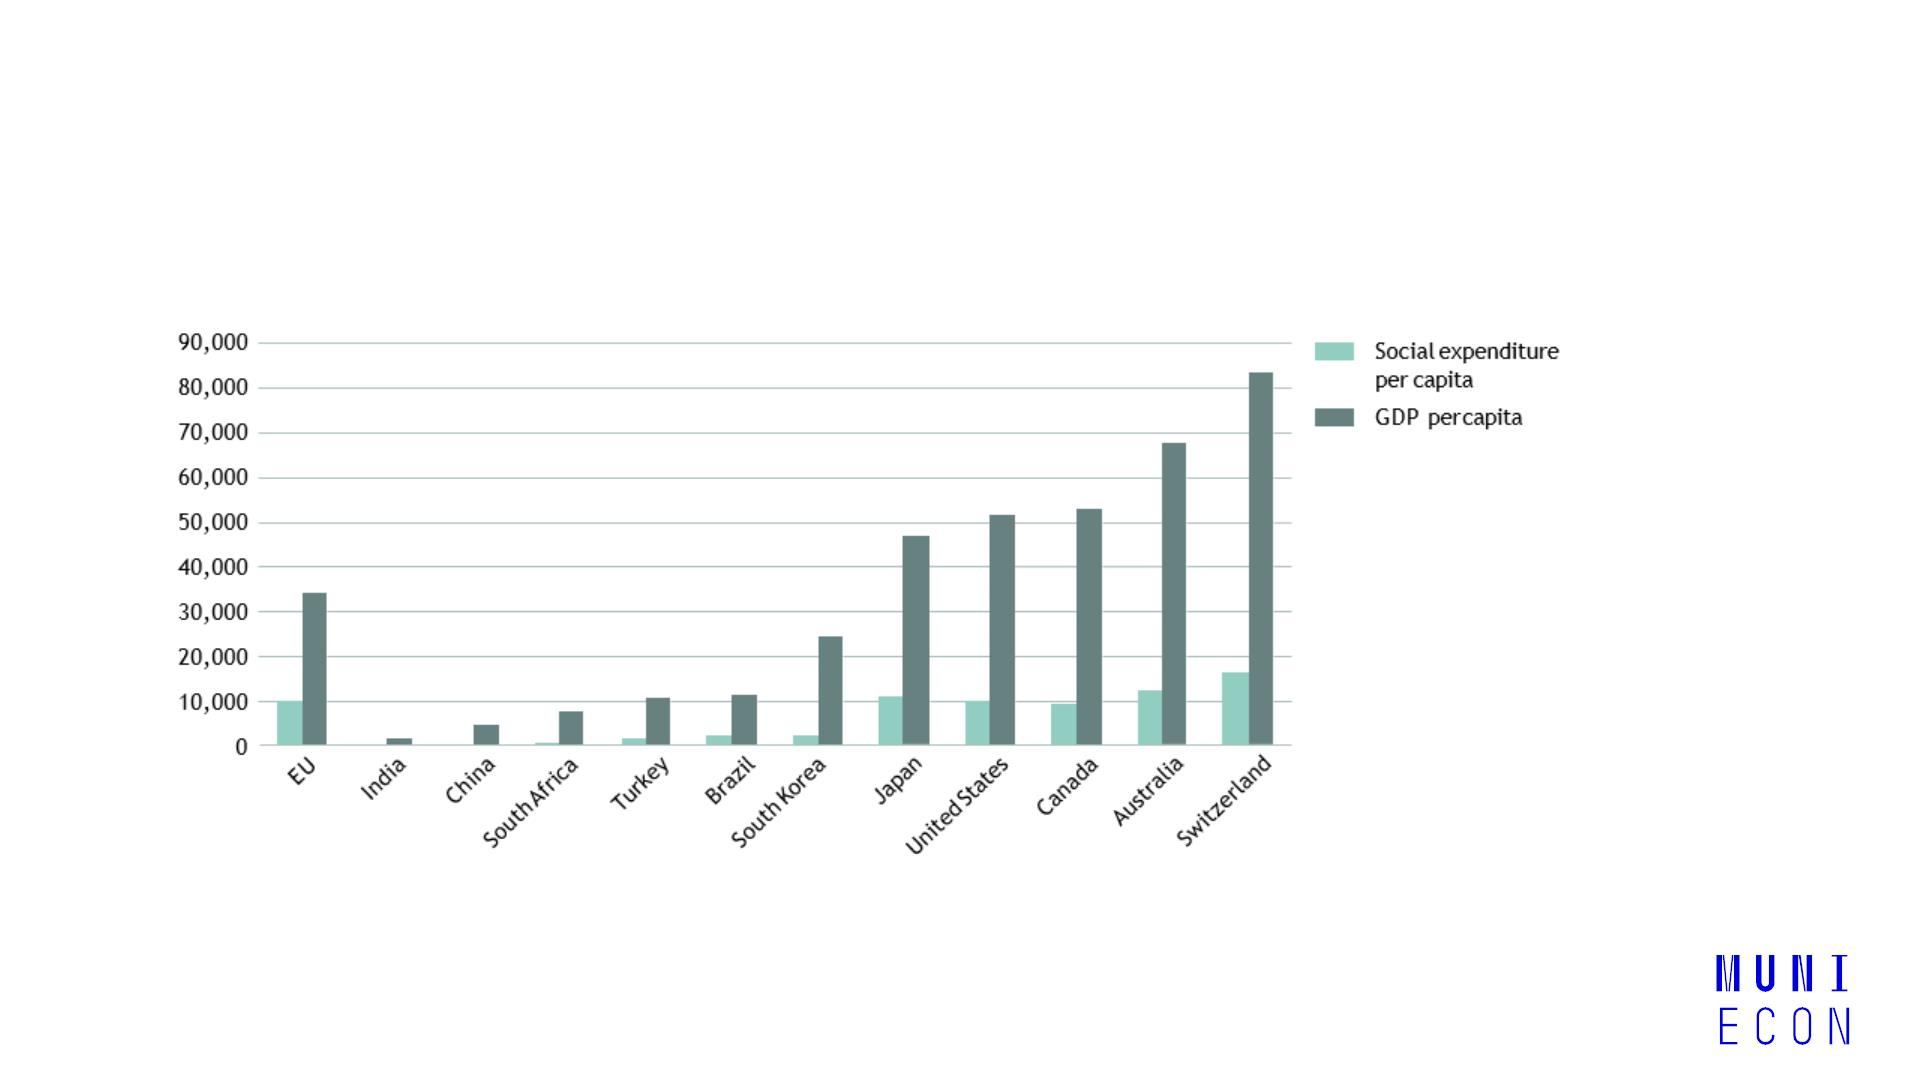 90,000
80,000
70,000
60,000
50,000
40,000
30,000
20,000
10,000
0
EU
India
China
South Africa
Turkey
Brazil
South Korea
Japan
United States
Canada
Australia
Switzerland
Social expenditure
per capita
GDP per capita
MUNI
ECON